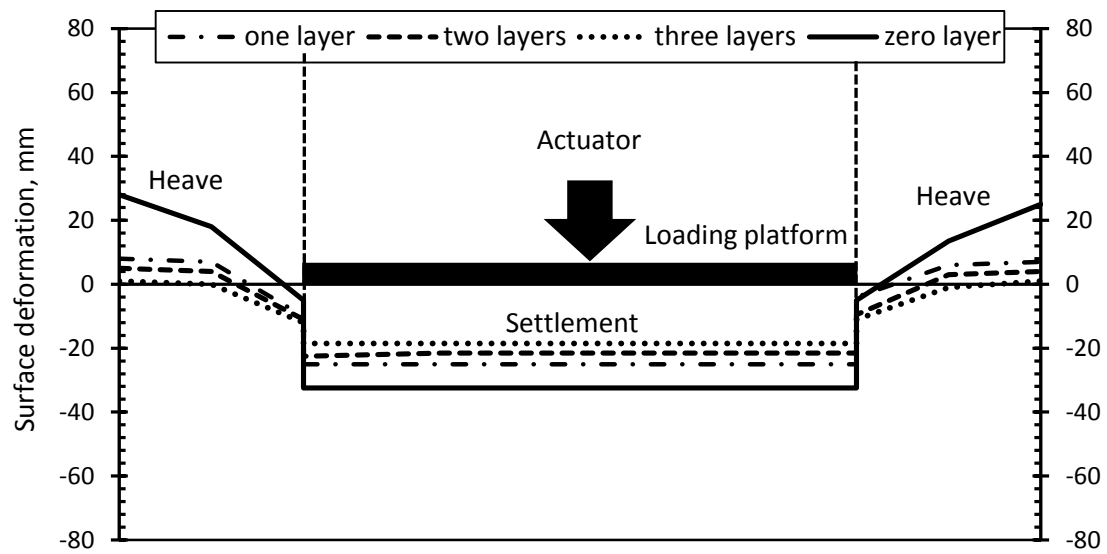 80 80
one layer two layers three layers zero layer
60 60
Actuator
40 40
Heave Heave
20 20
Loading platform
0 0
Settlement
-20 -20
-40 -40
-60 -60
-80 -80
Surface deformation, mm